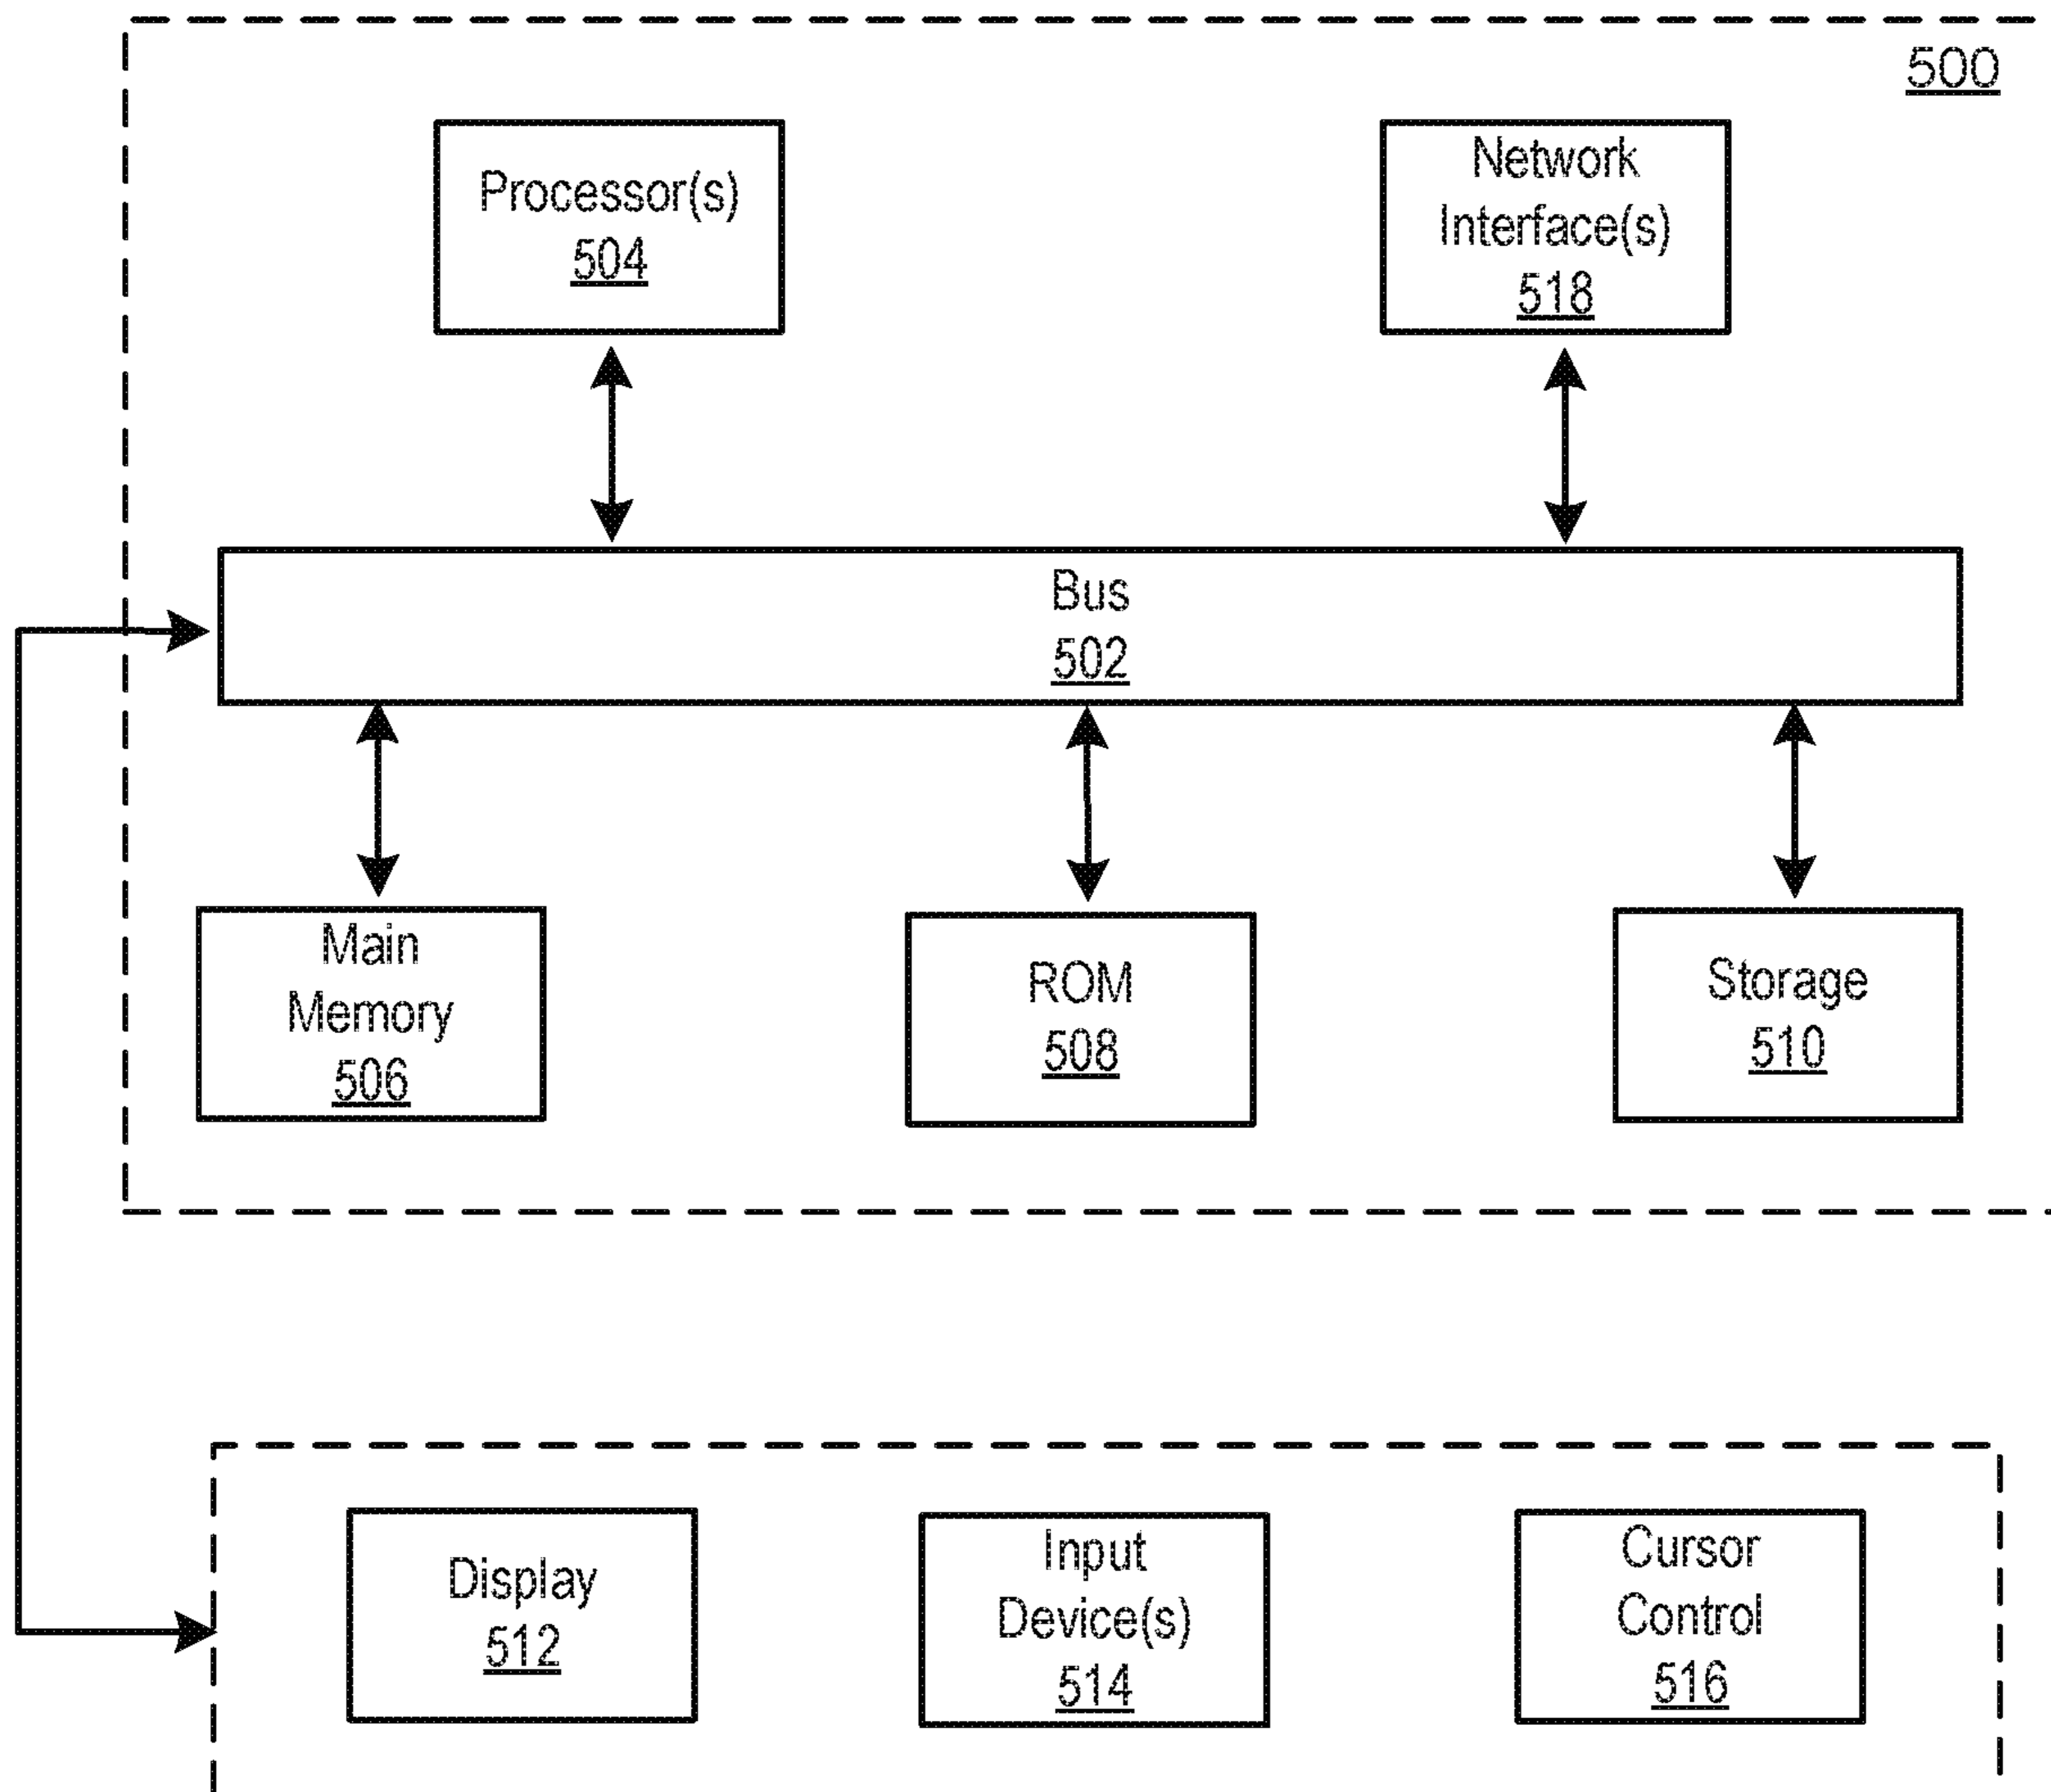 500
Processor(s)
504
Network
Interface(s)
518
Bus
502
Main
Memory
506
ROM
508
Storage
510
Display
512
Input
Device(s)
514
Cursor
Control
516